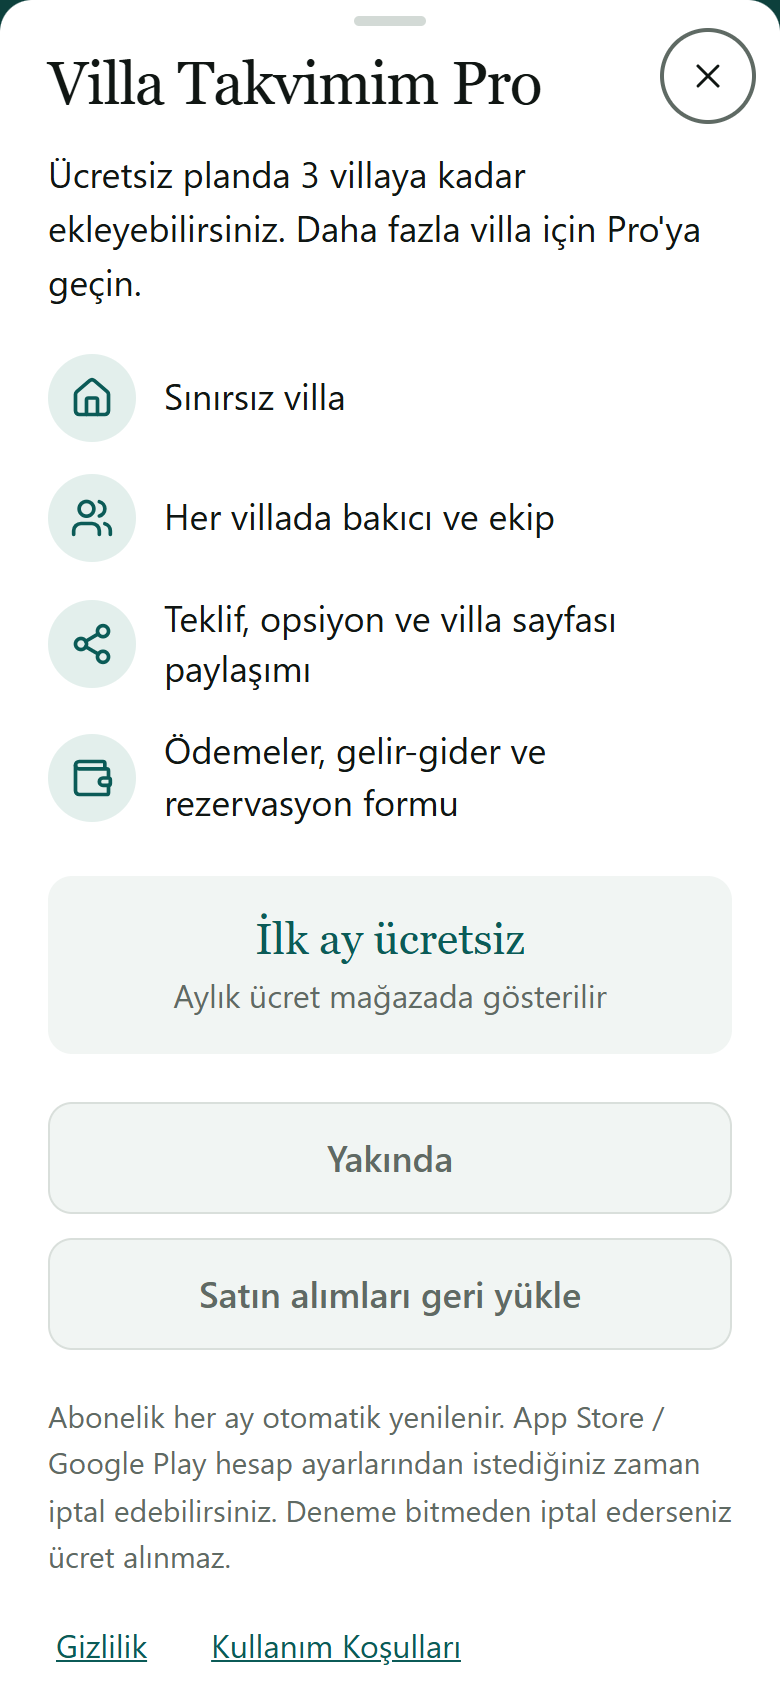 Villa Takvimim Pro
Ücretsiz planda 3 villaya kadar
ekleyebilirsiniz. Daha fazla villa için Pro'ya
geçin.
Sınırsız villa
Her villada bakıcı ve ekip
Teklif, opsiyon ve villa sayfası
paylaşımı
Ödemeler, gelir-gider ve
rezervasyon formu
İlk ay ücretsiz
Aylık ücret mağazada gösterilir
Yakında
Satın alımları geri yükle
Abonelik her ay otomatik yenilenir. App Store /
Google Play hesap ayarlarından istediğiniz zaman
iptal edebilirsiniz. Deneme bitmeden iptal ederseniz
ücret alınmaz.
Gizlilik
Kullanım Koşulları